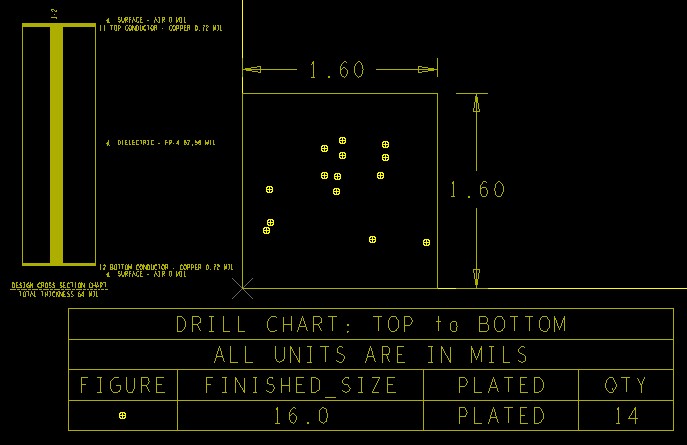 1-2
SURFACE - AIR 0 MIL
TOP CONDUCTOR - COPPER 0.72 MIL
DIELECTRIC - FR-4 62.56 MIL
BOTTOM CONDUCTOR - COPPER 0.72 MIL
SURFACE - AIR 0 MIL
DESIGN CROSS SECTION CHART
TOTAL THICKNESS 64 MIL
1.60
1.60
DRILL CHART: TOP to BOTTOM
ALL UNITS ARE IN MILS
FIGURE FINISHED_SIZE PLATED QTY
16.0 PLATED 14